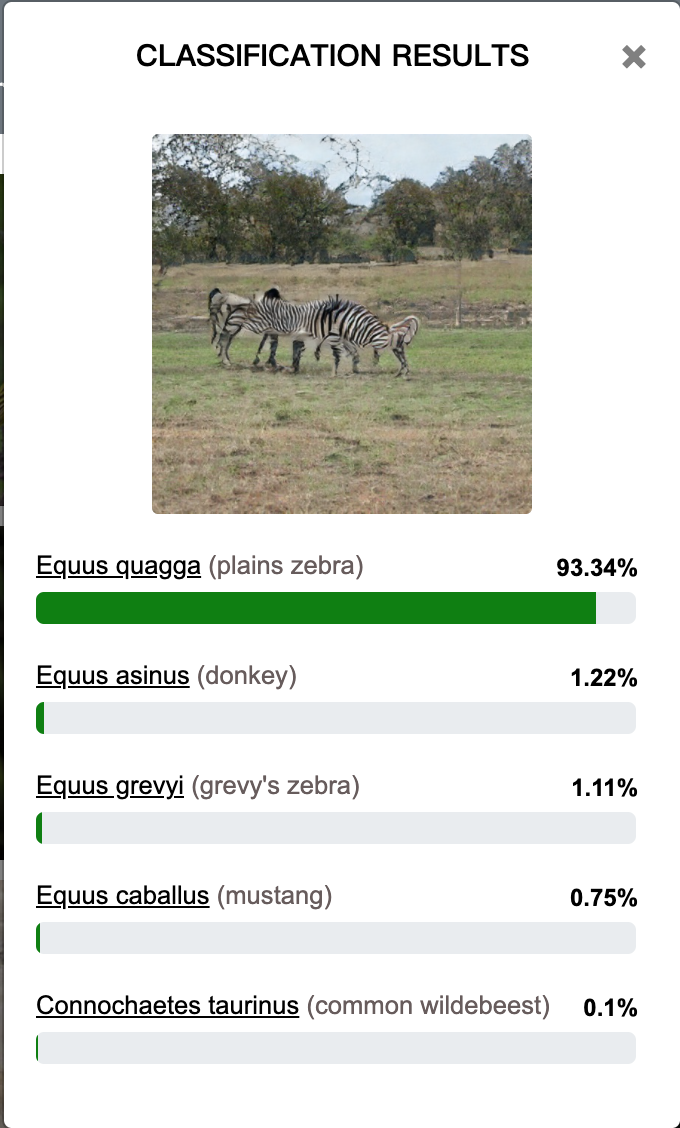 CLASSIFICATION RESULTS
Equus quagga (plains zebra) 93.34%
Equus asinus (donkey) 1.22%
Equus grevyi (grevy's zebra) 1.11%
Equus caballus (mustang) 0.75%
Connochaetes taurinus (common wildebeest) 0.1%